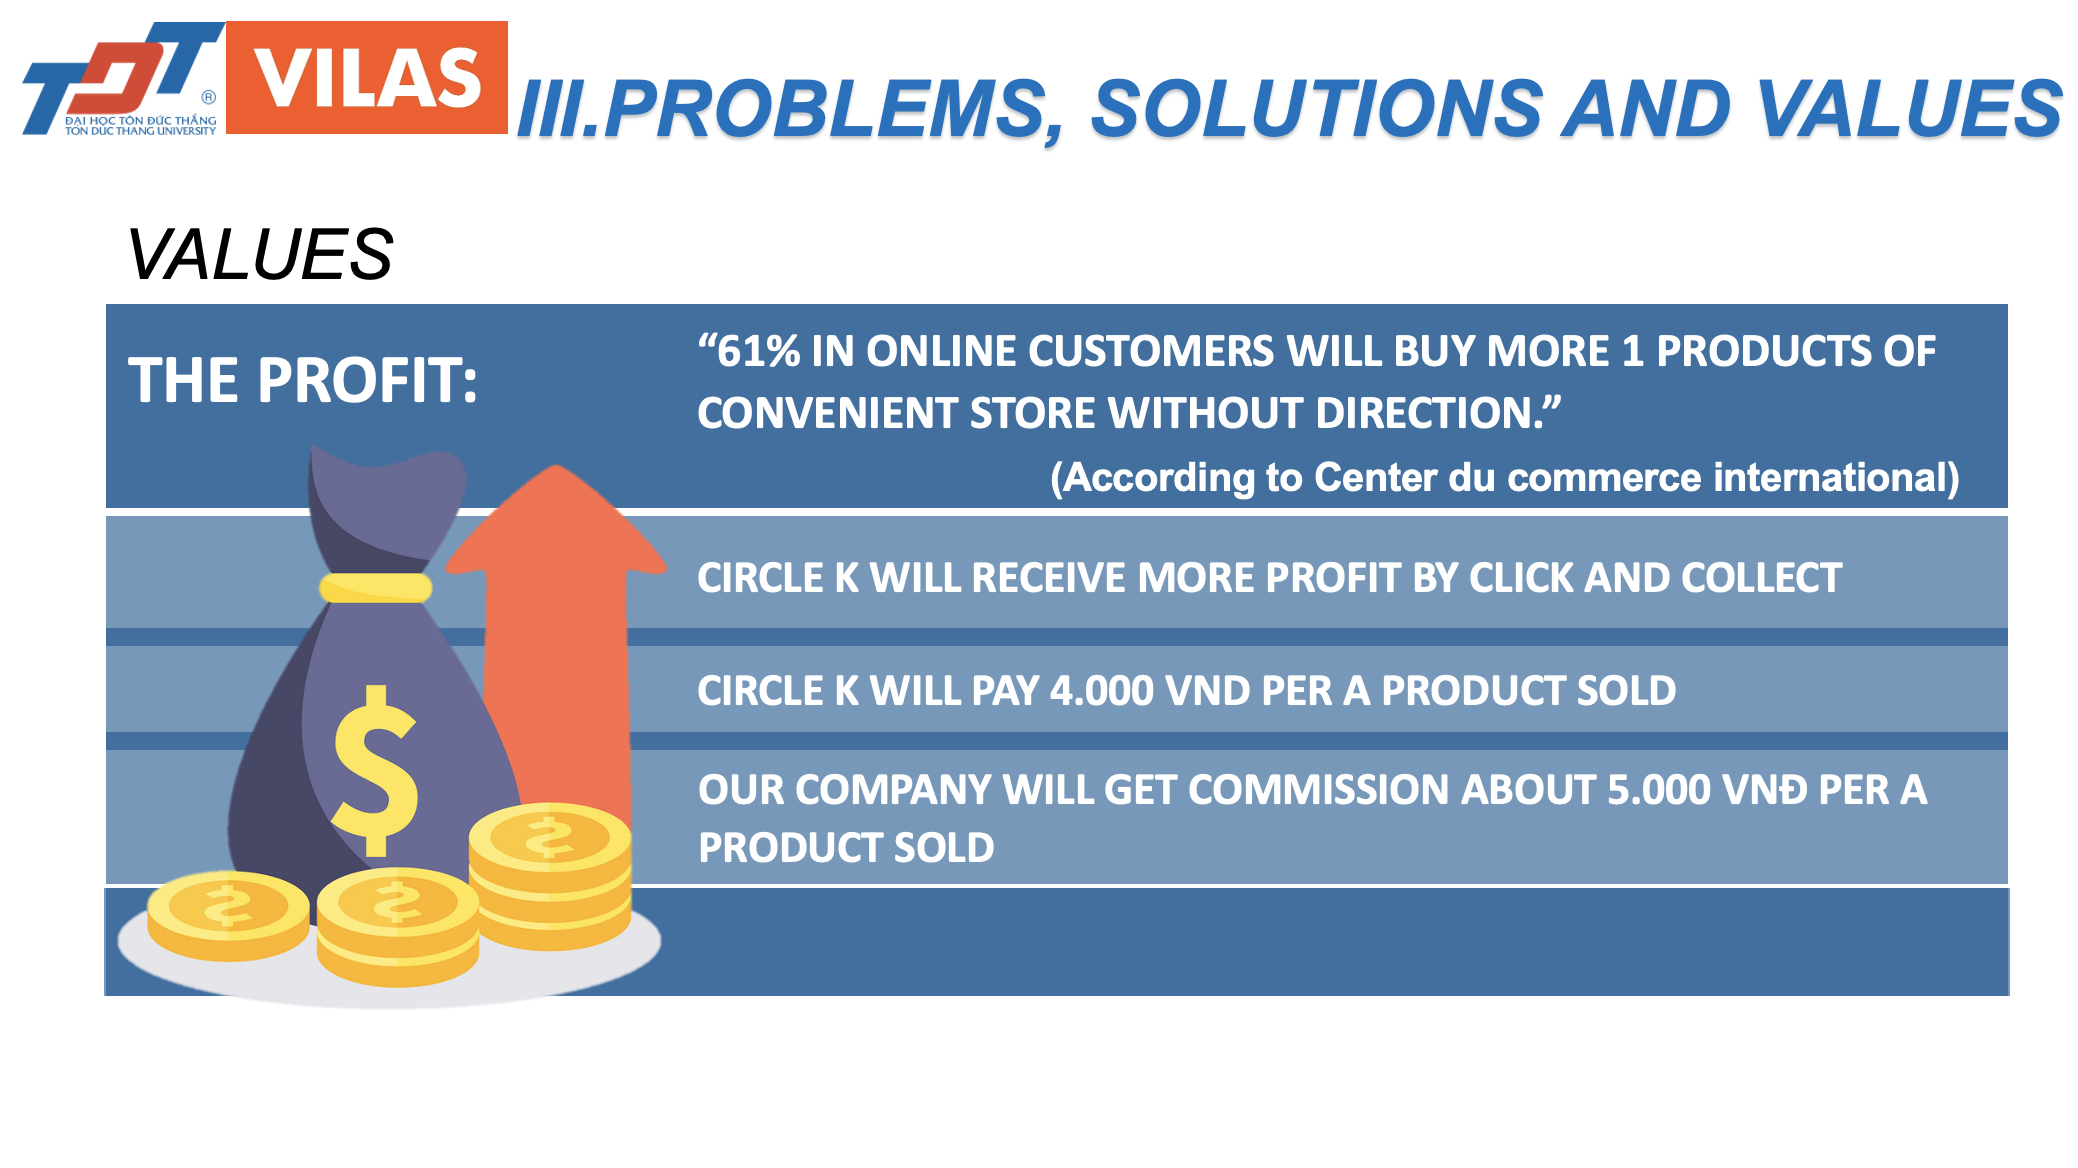 TDT
®
ĐẠI HỌC TÔN ĐỨC THẮNG
TON DUC THANG UNIVERSITY
VILAS
III.PROBLEMS, SOLUTIONS AND VALUES
VALUES
THE PROFIT:
“61% IN ONLINE CUSTOMERS WILL BUY MORE 1 PRODUCTS OF
CONVENIENT STORE WITHOUT DIRECTION.”
(According to Center du commerce international)
CIRCLE K WILL RECEIVE MORE PROFIT BY CLICK AND COLLECT
CIRCLE K WILL PAY 4.000 VND PER A PRODUCT SOLD
OUR COMPANY WILL GET COMMISSION ABOUT 5.000 VNĐ PER A
PRODUCT SOLD
$